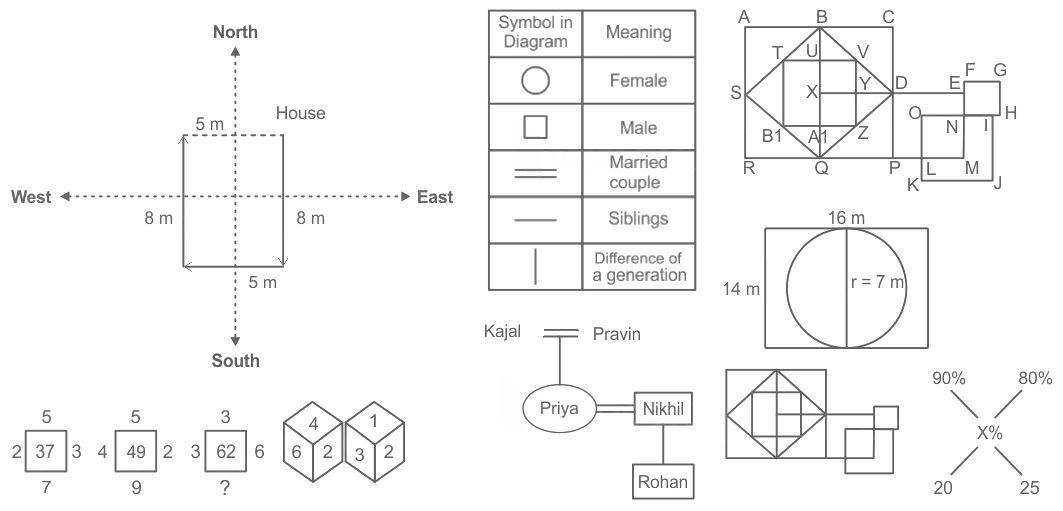 North
House
5 m
West
East
8 m
8 m
5 m
South
Symbol in
Diagram
Meaning
Female
Male
Married
couple
Siblings
Difference of
a generation
A B C
T U V
S X Y D E F G
B1 A1 Z O N I H
R Q P L M
K J
16 m
14 m
r = 7 m
Kajal
Pravin
Priya
Nikhil
Rohan
5
2 37 3
7
5
4 49 2
9
3
3 62 6
?
4
6 2
1
3 2
90% 80%
X%
20 25